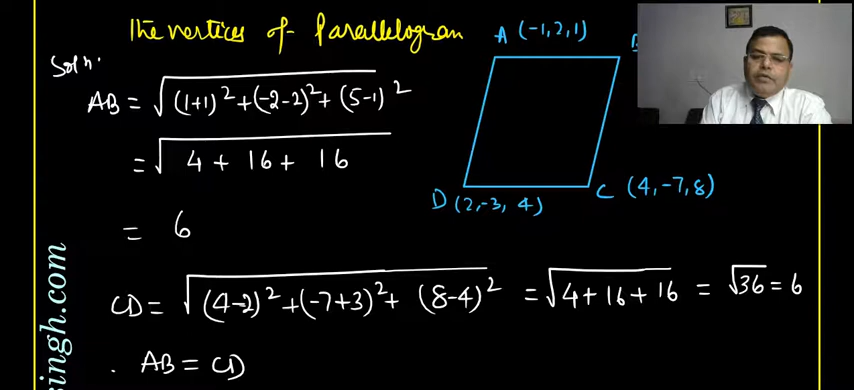 The vertices of Parallelogran
A (-1, 2, 1)
B
Solⁿ.
AB = √(1+1)² + (-2-2)² + (5-1)²
= √4 + 16 + 16
D (2, -3, 4)
C (4, -7, 8)
= 6
CD = √(4-2)² + (-7+3)² + (8-4)² = √4 + 16 + 16 = √36 = 6
. AB = CD
singh.com